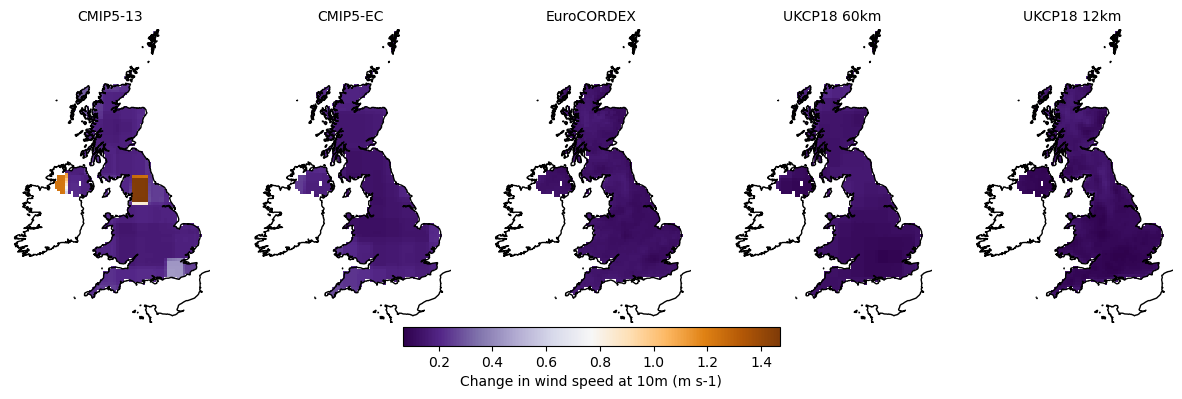 CMIP5-13 CMIP5-EC EuroCORDEX UKCP18 60km UKCP18 12km
0.2 0.4 0.6 0.8 1.0 1.2 1.4
Change in wind speed at 10m (m s-1)